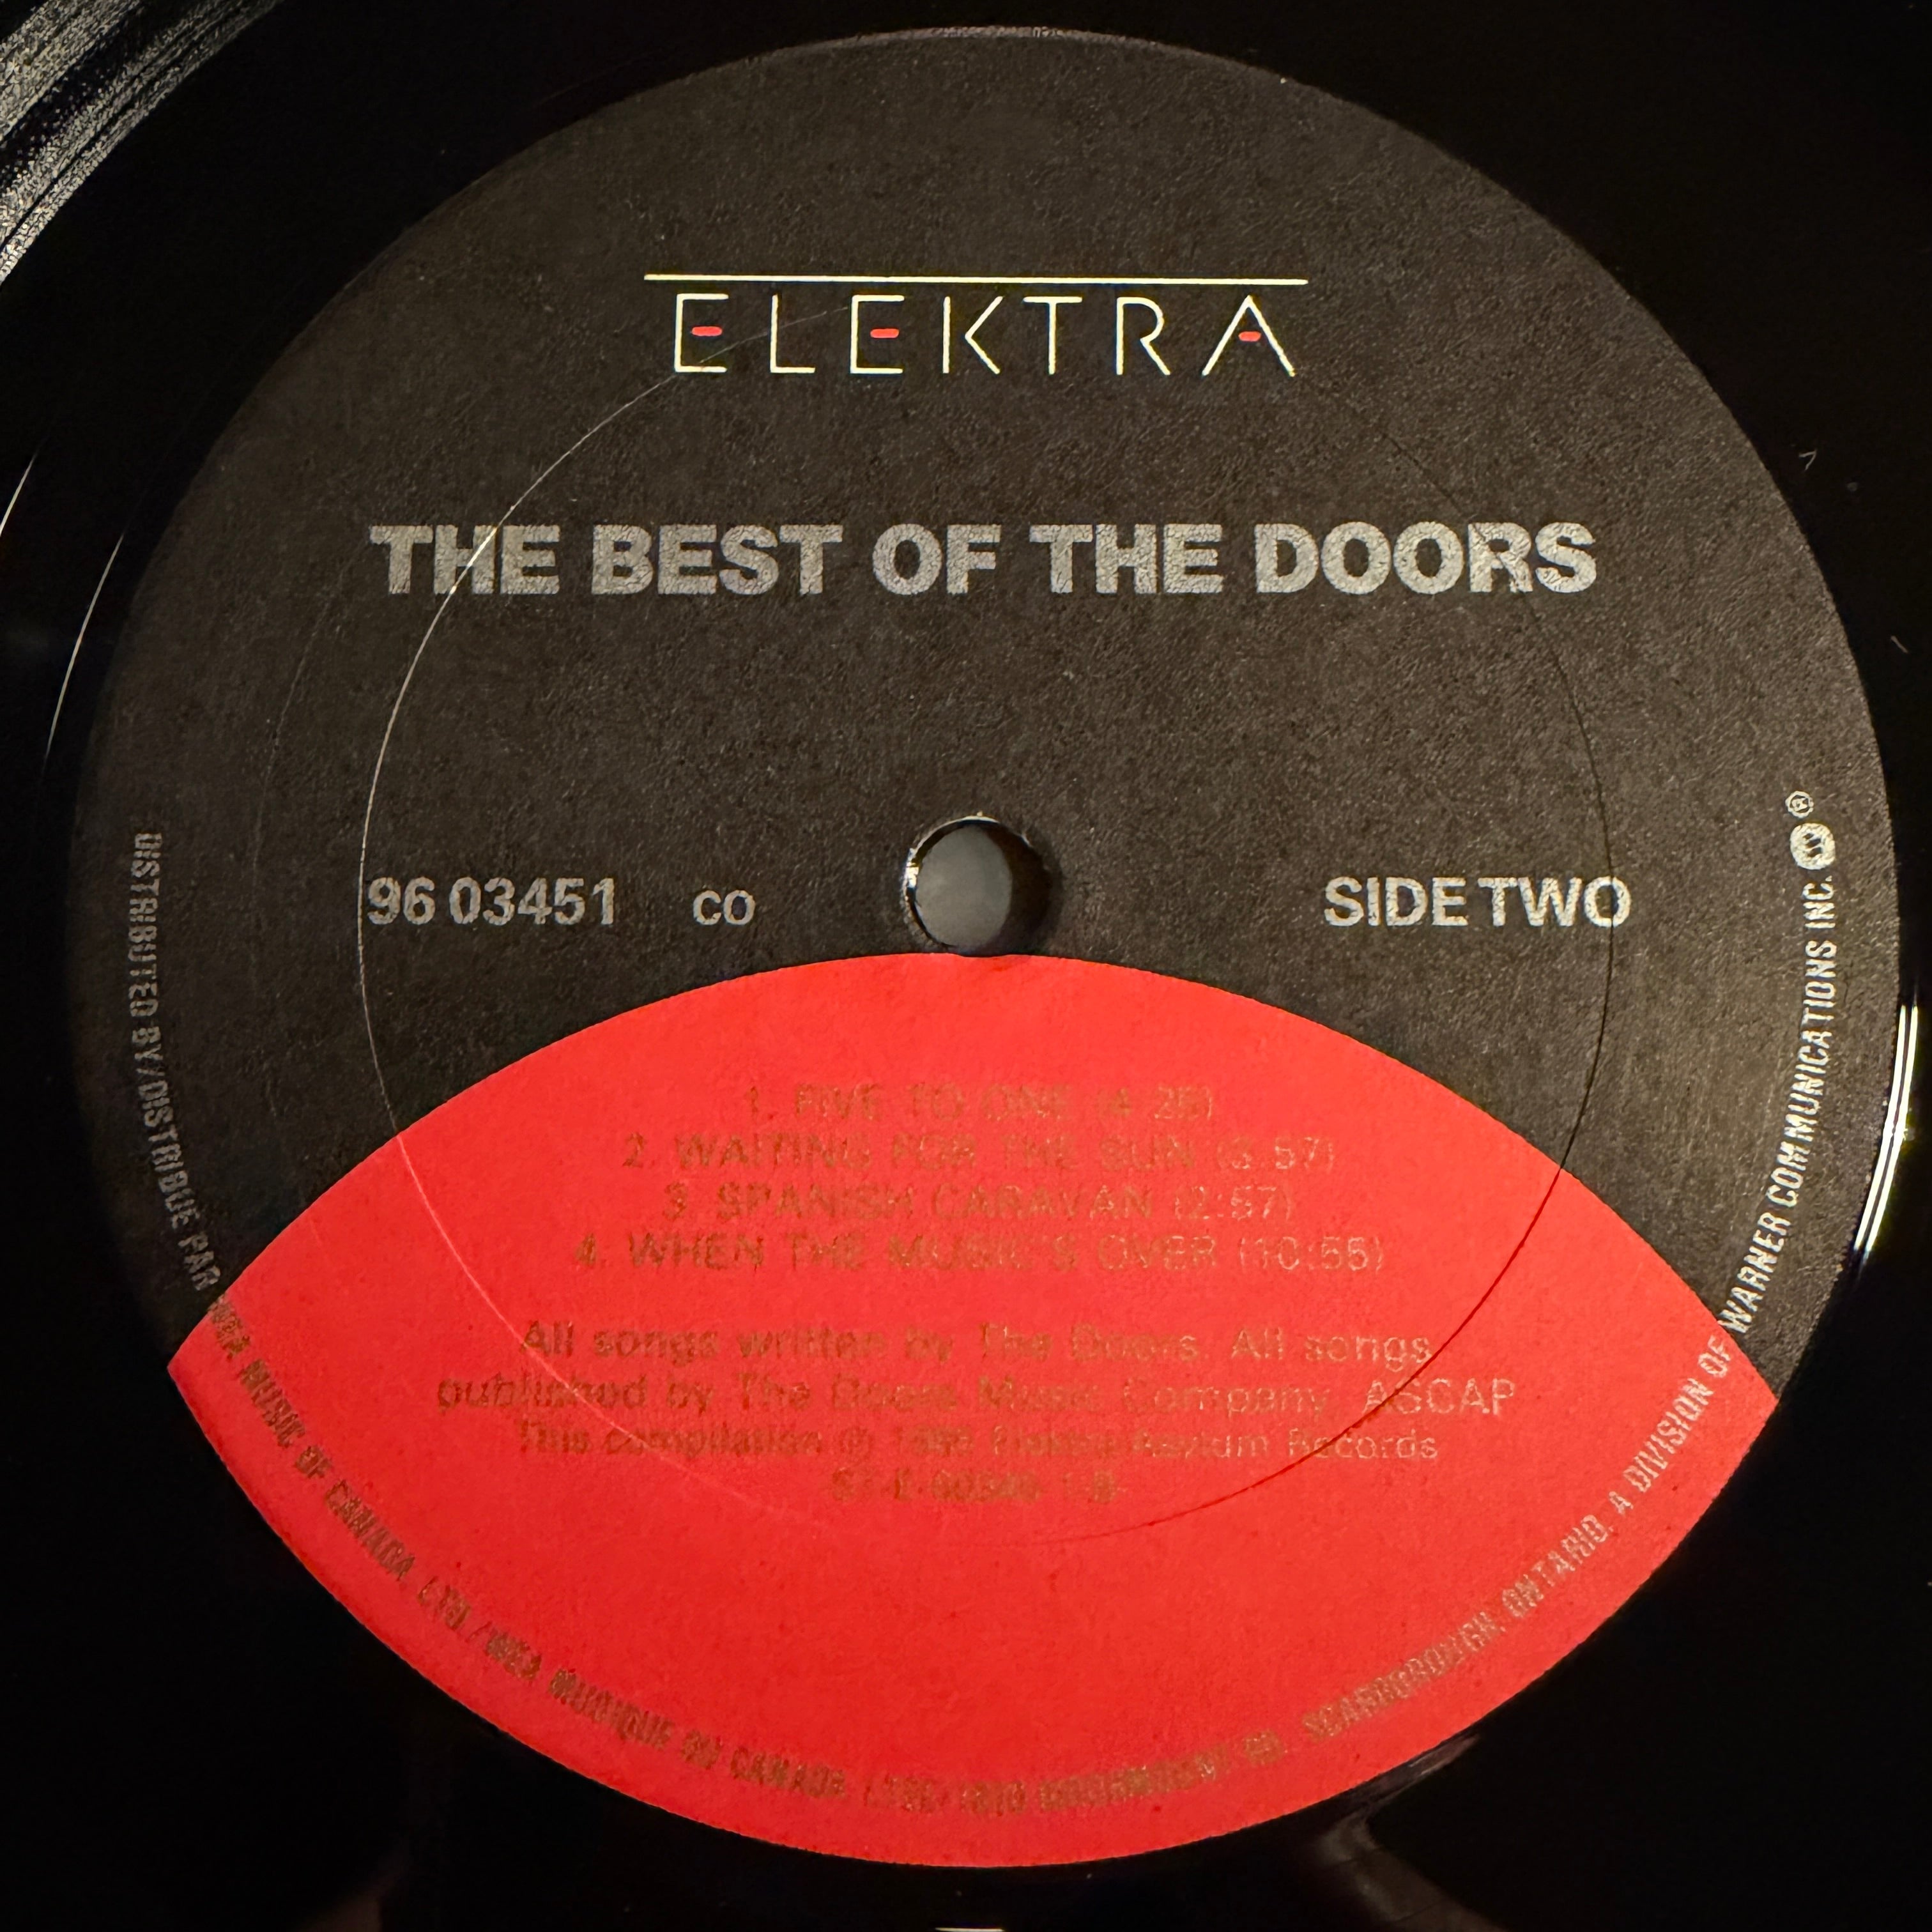 ELEKTRA
THE BEST OF THE DOORS
96 03451 CO
SIDE TWO
1. FIVE TO ONE (4:26)
2. WAITING FOR THE SUN (3:57)
3. SPANISH CARAVAN (2:57)
4. WHEN THE MUSIC'S OVER (10:55)
All songs written by The Doors. All songs
published by The Doors Music Company, ASCAP
This compilation ℗ Elektra/Asylum Records
DISTRIBUTED BY/DISTRIBUÉ PAR WEA MUSIC OF CANADA LTD./WEA MUSIQUE DU CANADA LTÉE SCARBOROUGH, ONTARIO. A DIVISION OF WARNER COMMUNICATIONS INC. ®